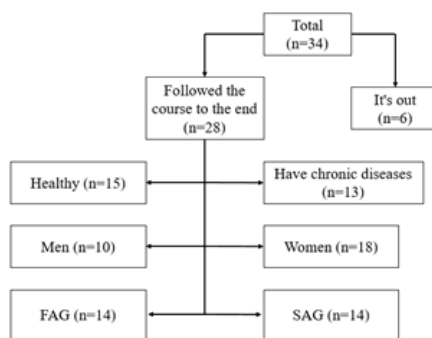 Total
(n=34)
Followed the
course to the end
(n=28)
It's out
(n=6)
Healthy (n=15)
Have chronic diseases
(n=13)
Men (n=10)
Women (n=18)
FAG (n=14)
SAG (n=14)